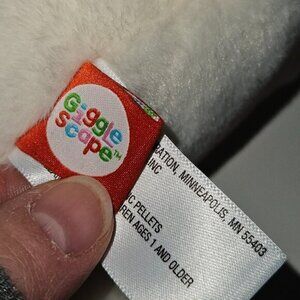 Giggle
Scape™
RATION, MINNEAPOLIS, MN 55403
INC
IC PELLETS
REN AGES 1 AND OLDER